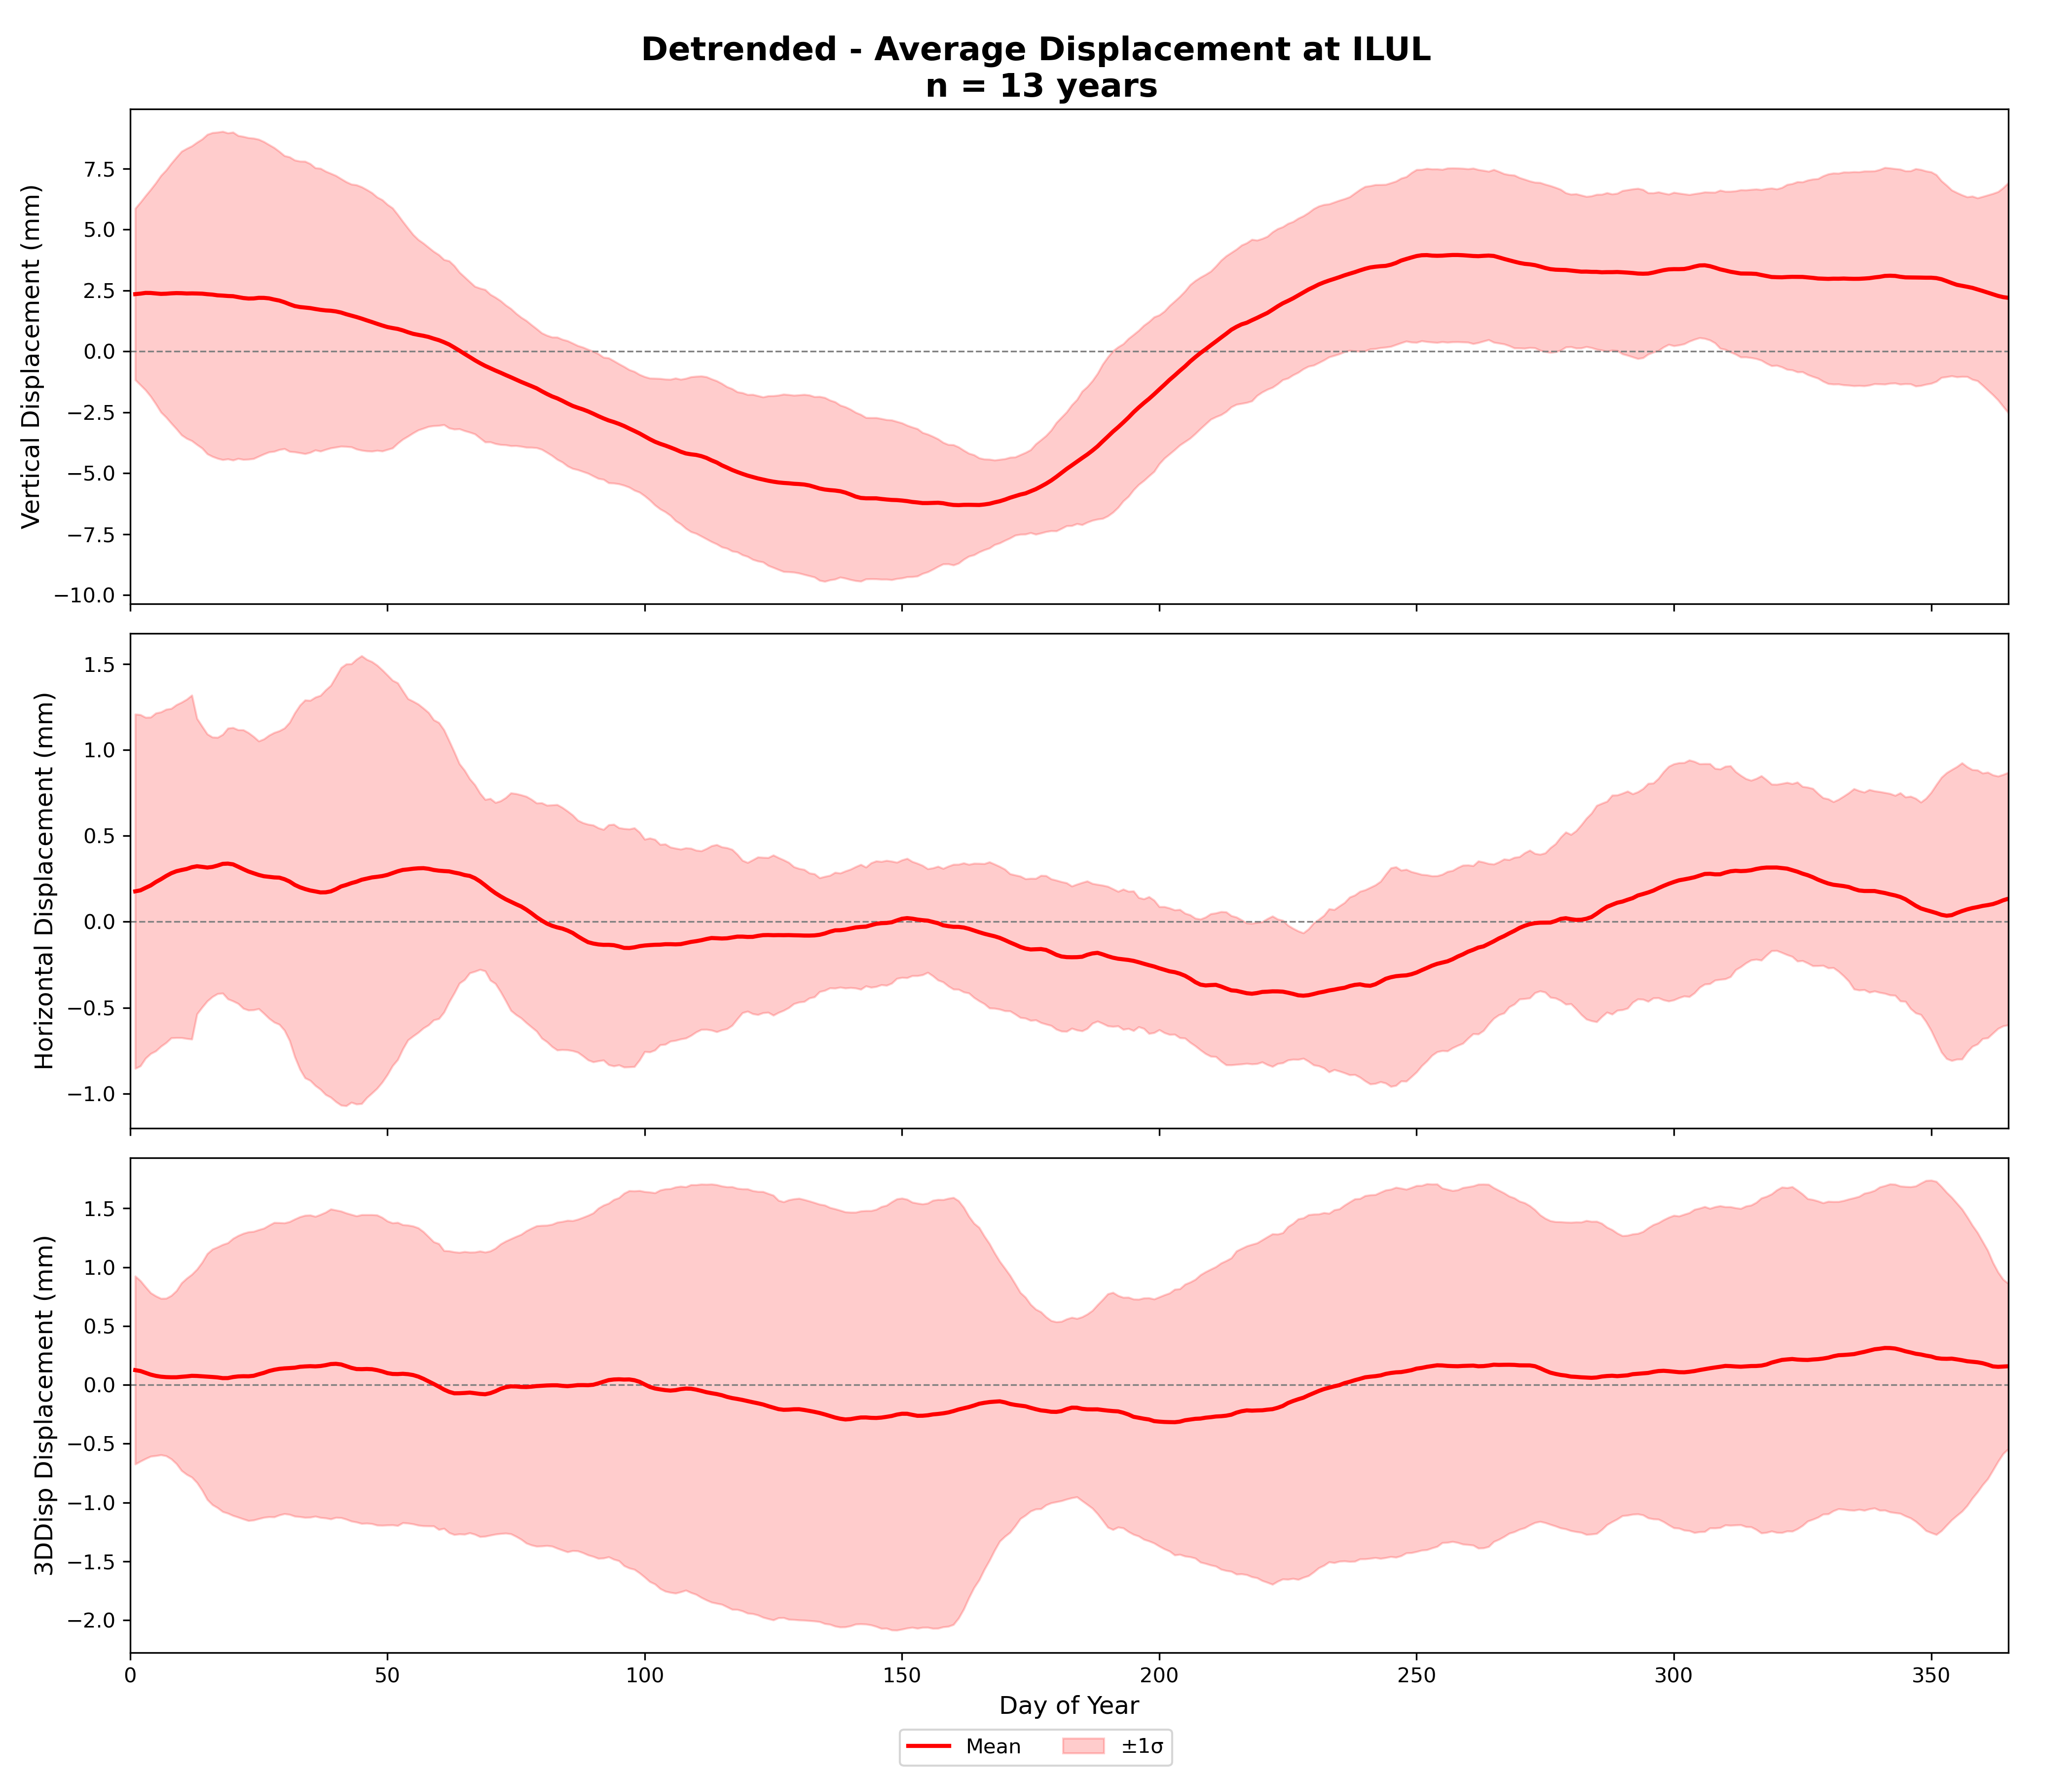 Detrended - Average Displacement at ILUL
n = 13 years
Vertical Displacement (mm)
7.5
5.0
2.5
0.0
−2.5
−5.0
−7.5
−10.0
Horizontal Displacement (mm)
1.5
1.0
0.5
0.0
−0.5
−1.0
3DDisp Displacement (mm)
1.5
1.0
0.5
0.0
−0.5
−1.0
−1.5
−2.0
0 50 100 150 200 250 300 350
Day of Year
Mean ±1σ